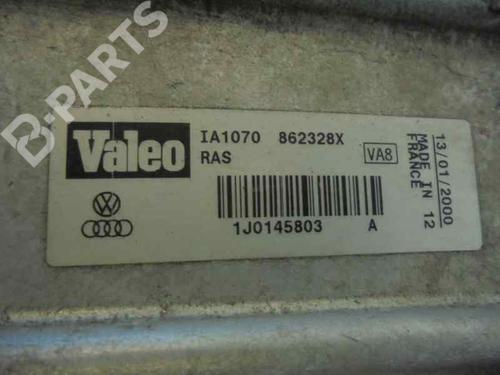 B-PARTS
Valeo
IA1070 862328X
RAS
VA8
13/01/2000
MADE IN 12
FRANCE
1J0145803 A